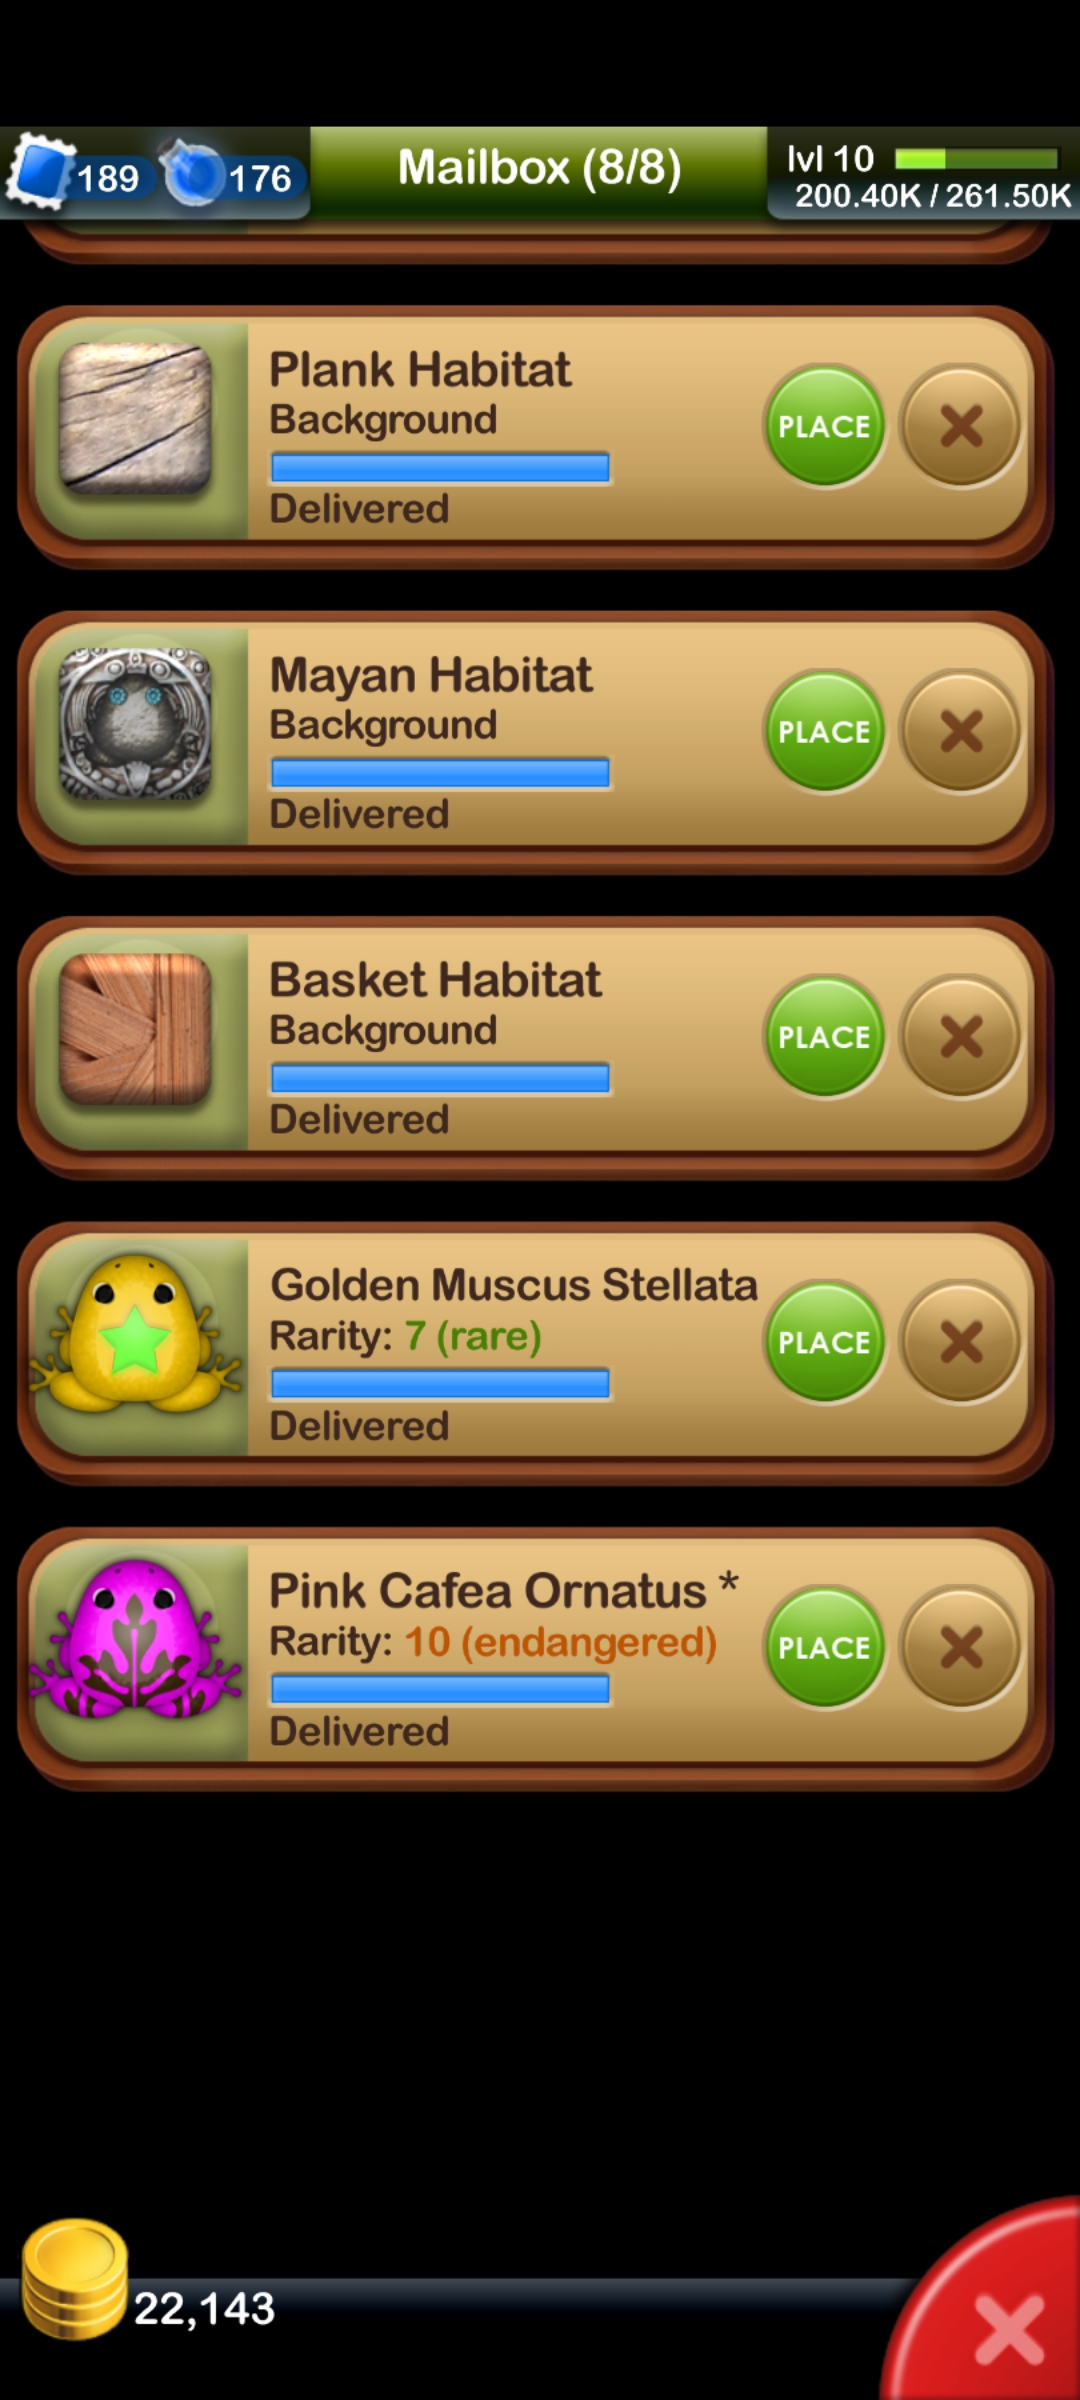 189 176 Mailbox (8/8) lvl 10
200.40K / 261.50K
Plank Habitat
Background
PLACE
Delivered
Mayan Habitat
Background
PLACE
Delivered
Basket Habitat
Background
PLACE
Delivered
Golden Muscus Stellata
Rarity: 7 (rare)
PLACE
Delivered
Pink Cafea Ornatus *
Rarity: 10 (endangered)
PLACE
Delivered
22,143